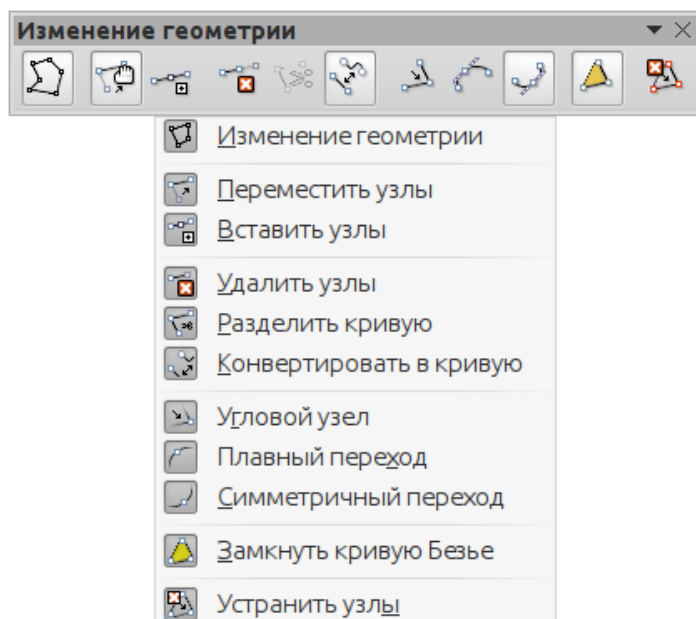 Изменение геометрии
Изменение геометрии
Переместить узлы
Вставить узлы
Удалить узлы
Разделить кривую
Конвертировать в кривую
Угловой узел
Плавный переход
Симметричный переход
Замкнуть кривую Безье
Устранить узлы